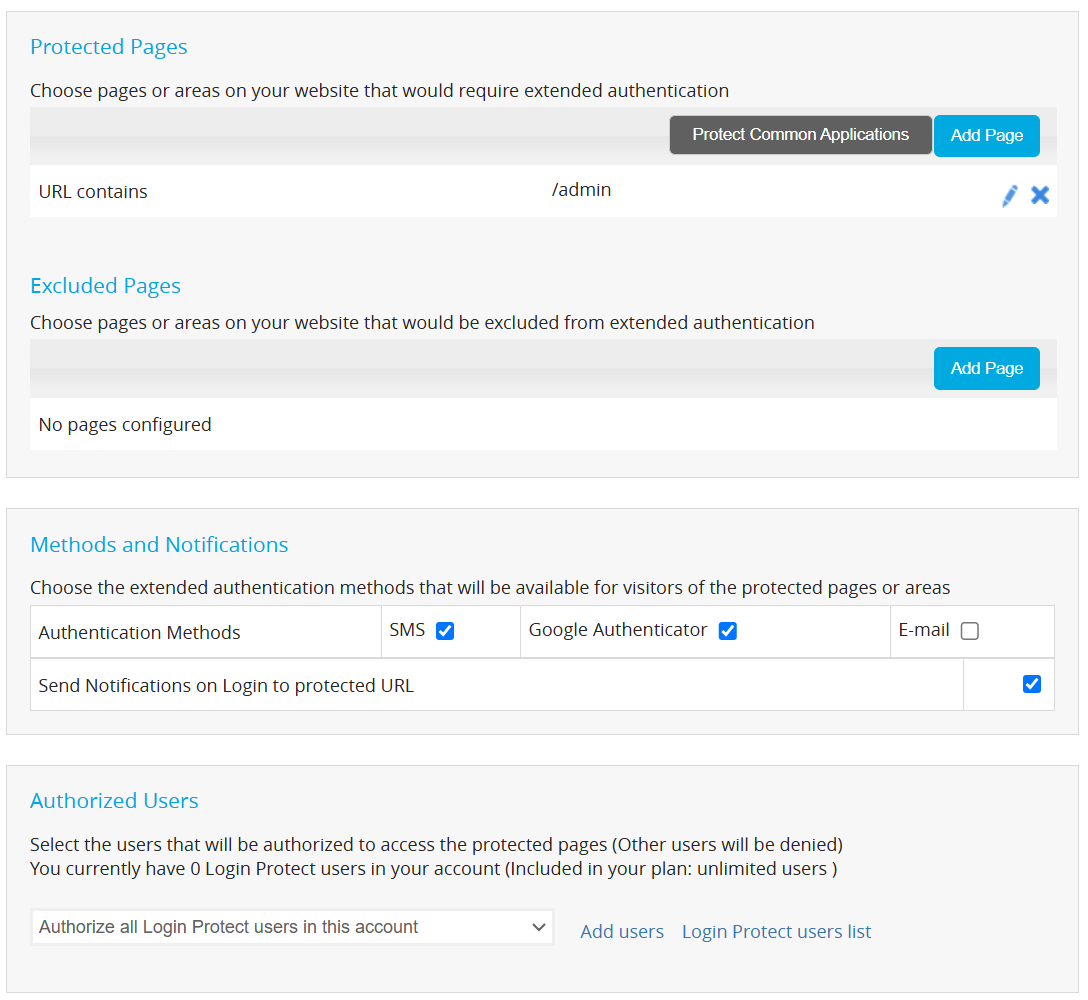 Protected Pages
Choose pages or areas on your website that would require extended authentication
Protect Common Applications Add Page
URL contains /admin
Excluded Pages
Choose pages or areas on your website that would be excluded from extended authentication
Add Page
No pages configured
Methods and Notifications
Choose the extended authentication methods that will be available for visitors of the protected pages or areas
Authentication Methods SMS Google Authenticator E-mail
Send Notifications on Login to protected URL
Authorized Users
Select the users that will be authorized to access the protected pages (Other users will be denied)
You currently have 0 Login Protect users in your account (Included in your plan: unlimited users )
Authorize all Login Protect users in this account Add users Login Protect users list